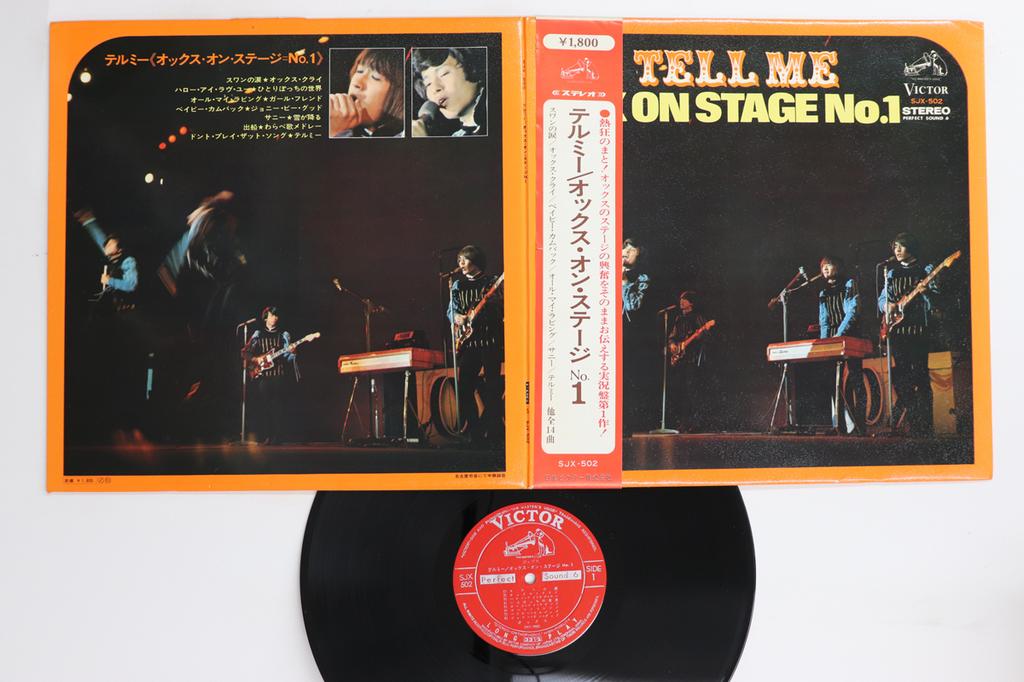 テルミー《オックス・オン・ステージ=No.1》
スワンの涙★オックス・クライ
ハロー・アイ・ラヴ・ユー★ひとりぼっちの世界
オール・マイ・ラビング★ガール・フレンド
ベイビー・カムバック★ジョニー・ビー・グッド
サニー★雪が降る
出船★わらべ歌メドレー
ドント・プレイ・ザット・ソング★テルミー
¥1,800
ステレオ
●熱狂のまと!オックスのステージの興奮をそのままお伝えする実況盤第1作!
テルミー/オックス・オン・ステージ No.1
スワンの涙/オックス・クライ/ベイビー・カムバック/オール・マイ・ラビング/サニー/テルミー 他全14曲
SJX-502
TELL ME
ON STAGE No.1
VICTOR
SJX-502
STEREO
PERFECT SOUND 6
VICTOR
テルミー/オックス・オン・ステージ No.1
SJX
502
Perfect Sound 6
SIDE
1
LONG PLAY